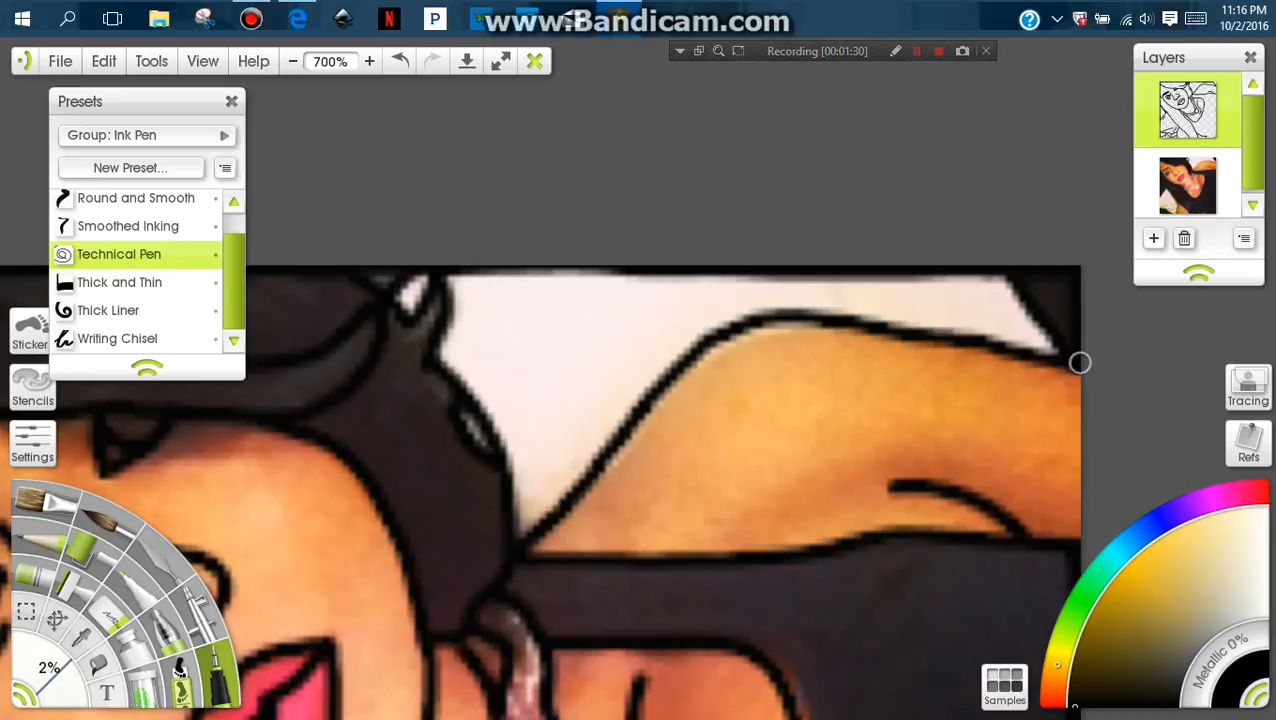 www.Bandicam.com
11:16 PM
10/2/2016
File Edit Tools View Help 700%
Recording [00:01:30]
Layers
Presets
Group: Ink Pen
New Preset...
Round and Smooth
Smoothed Inking
Technical Pen
Thick and Thin
Thick Liner
Writing Chisel
Sticker
Stencils
Settings
Tracing
Refs
2%
T
Metallic 0%
Samples